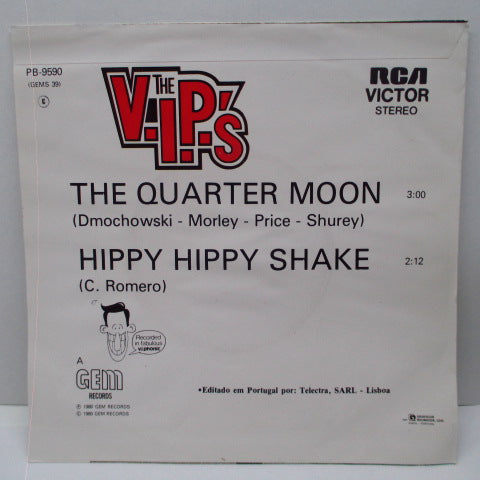 PB-9590
(GEMS 39)
THE
V.I.P.'s
RCA
VICTOR
STEREO
THE QUARTER MOON 3:00
(Dmochowski - Morley - Price - Shurey)
HIPPY HIPPY SHAKE 2:12
(C. Romero)
Recorded
in fabulous
A
GEM
RECORDS
℗ 1980 GEM RECORDS
© 1980 GEM RECORDS
•Editado em Portugal por: Telectra, SARL - Lisboa